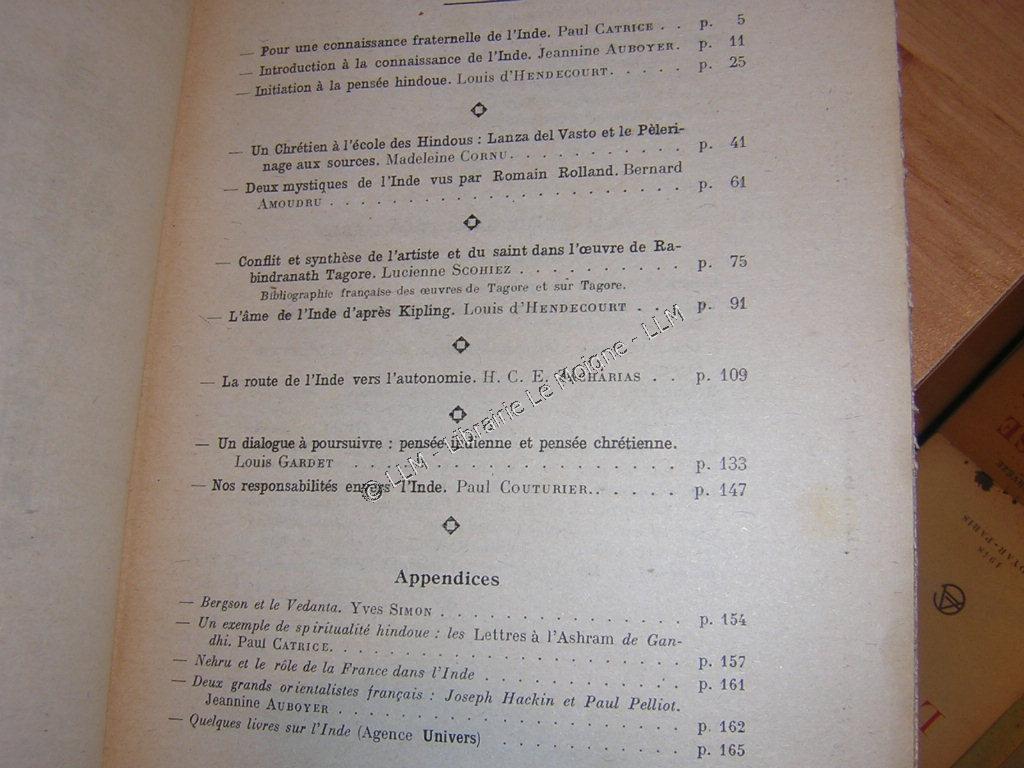 — Pour une connaissance fraternelle de l'Inde. Paul CATRICE . . p. 5
— Introduction à la connaissance de l'Inde. Jeannine AUBOYER. p. 11
— Initiation à la pensée hindoue. Louis d'HENDECOURT. . . . . p. 25
— Un Chrétien à l'école des Hindous : Lanza del Vasto et le Pèleri-
nage aux sources. Madeleine CORNU. . . . . . . . . . . p. 41
— Deux mystiques de l'Inde vus par Romain Rolland. Bernard
AMOUDRU . . . . . . . . . . . . . . . . . . . . . p. 61
— Conflit et synthèse de l'artiste et du saint dans l'œuvre de Ra-
bindranath Tagore. Lucienne SCOHIEZ . . . . . . . . . . p. 75
Bibliographie française des œuvres de Tagore et sur Tagore.
— L'âme de l'Inde d'après Kipling. Louis d'HENDECOURT . . . p. 91
— La route de l'Inde vers l'autonomie. H. C. E. ZACHARIAS . . p. 109
— Un dialogue à poursuivre : pensée indienne et pensée chrétienne.
Louis GARDET . . . . . . . . . . . . . . . . . . . p. 133
— Nos responsabilités envers l'Inde. Paul COUTURIER. . . . . . p. 147
Appendices
— Bergson et le Vedanta. Yves SIMON . . . . . . . . . . . . . p. 154
— Un exemple de spiritualité hindoue : les Lettres à l'Ashram de Gan-
dhi. Paul CATRICE. . . . . . . . . . . . . . . . . . . p. 157
— Nehru et le rôle de la France dans l'Inde . . . . . . . . . . p. 161
— Deux grands orientalistes français : Joseph Hackin et Paul Pelliot.
Jeannine AUBOYER . . . . . . . . . . . . . . . . . . . p. 162
— Quelques livres sur l'Inde (Agence Univers) . . . . . . . . . p. 165
© LLM - Librairie Le Moigne - LLM
1948